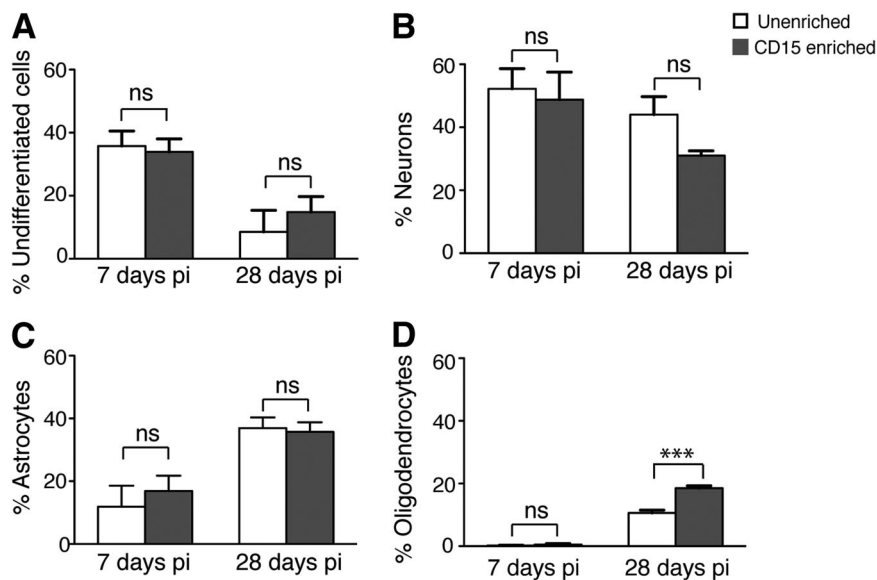 A
B
Unenriched
CD15 enriched
% Undifferentiated cells
60
40
20
0
ns
ns
7 days pi
28 days pi
% Neurons
60
40
20
0
ns
ns
7 days pi
28 days pi
C
D
% Astrocytes
60
40
20
0
ns
ns
7 days pi
28 days pi
% Oligodendrocytes
60
40
20
0
ns
***
7 days pi
28 days pi